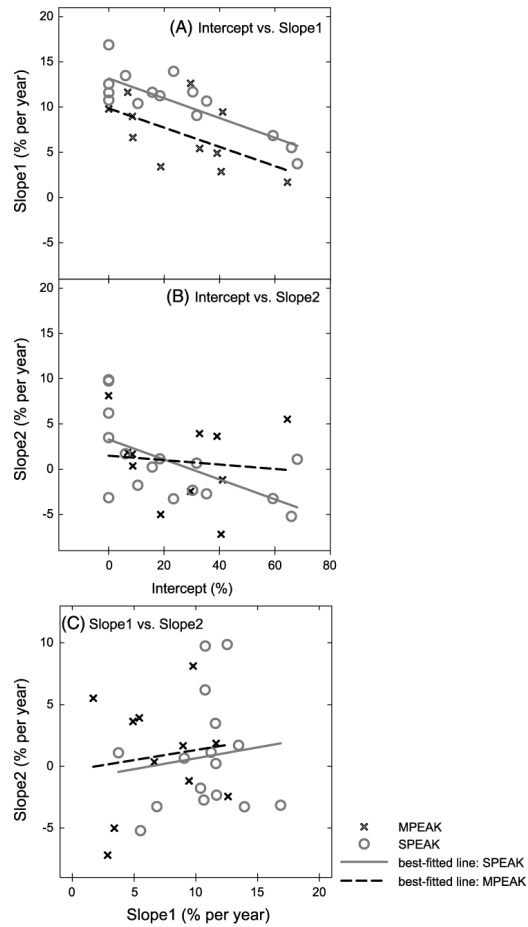 (A) Intercept vs. Slope1
20
15
10
5
0
-5
Slope1 (% per year)
(B) Intercept vs. Slope2
20
15
10
5
0
-5
Slope2 (% per year)
0 20 40 60 80
Intercept (%)
(C) Slope1 vs. Slope2
10
5
0
-5
Slope2 (% per year)
0 5 10 15 20
Slope1 (% per year)
MPEAK
SPEAK
best-fitted line: SPEAK
best-fitted line: MPEAK